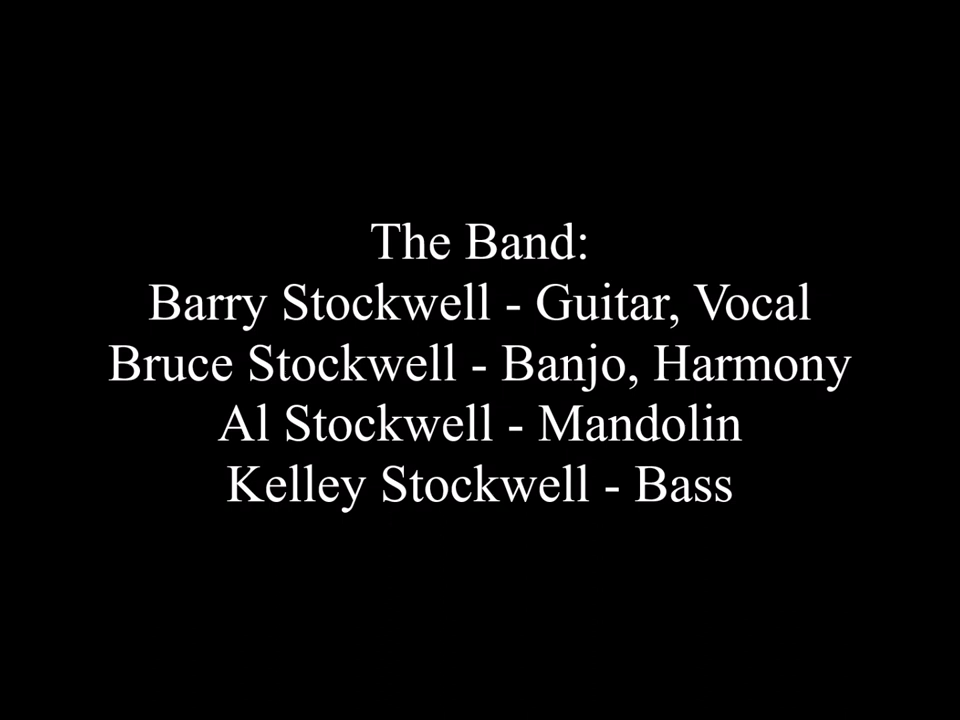 The Band:
Barry Stockwell - Guitar, Vocal
Bruce Stockwell - Banjo, Harmony
Al Stockwell - Mandolin
Kelley Stockwell - Bass